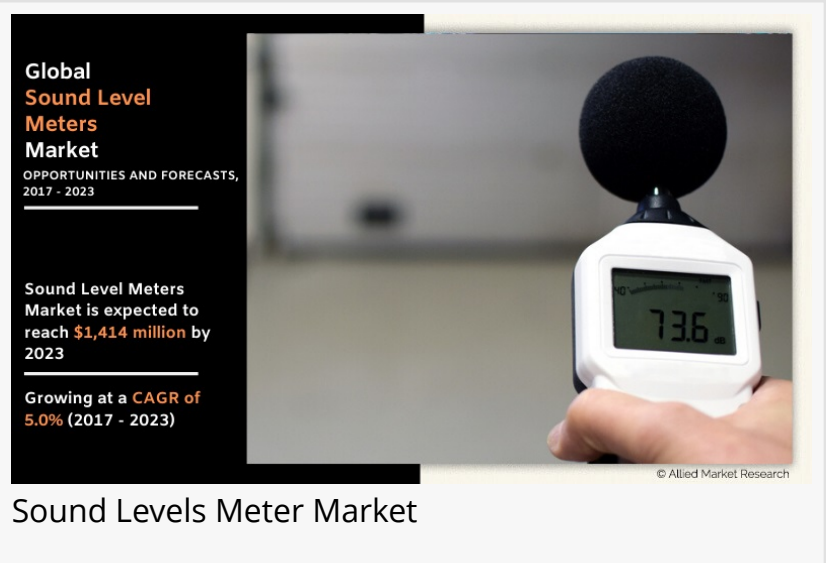 Global
Sound Level
Meters
Market
OPPORTUNITIES AND FORECASTS,
2017 - 2023
Sound Level Meters
Market is expected to
reach $1,414 million by
2023
Growing at a CAGR of
5.0% (2017 - 2023)
40
90
73.6
dB
© Allied Market Research
Sound Levels Meter Market